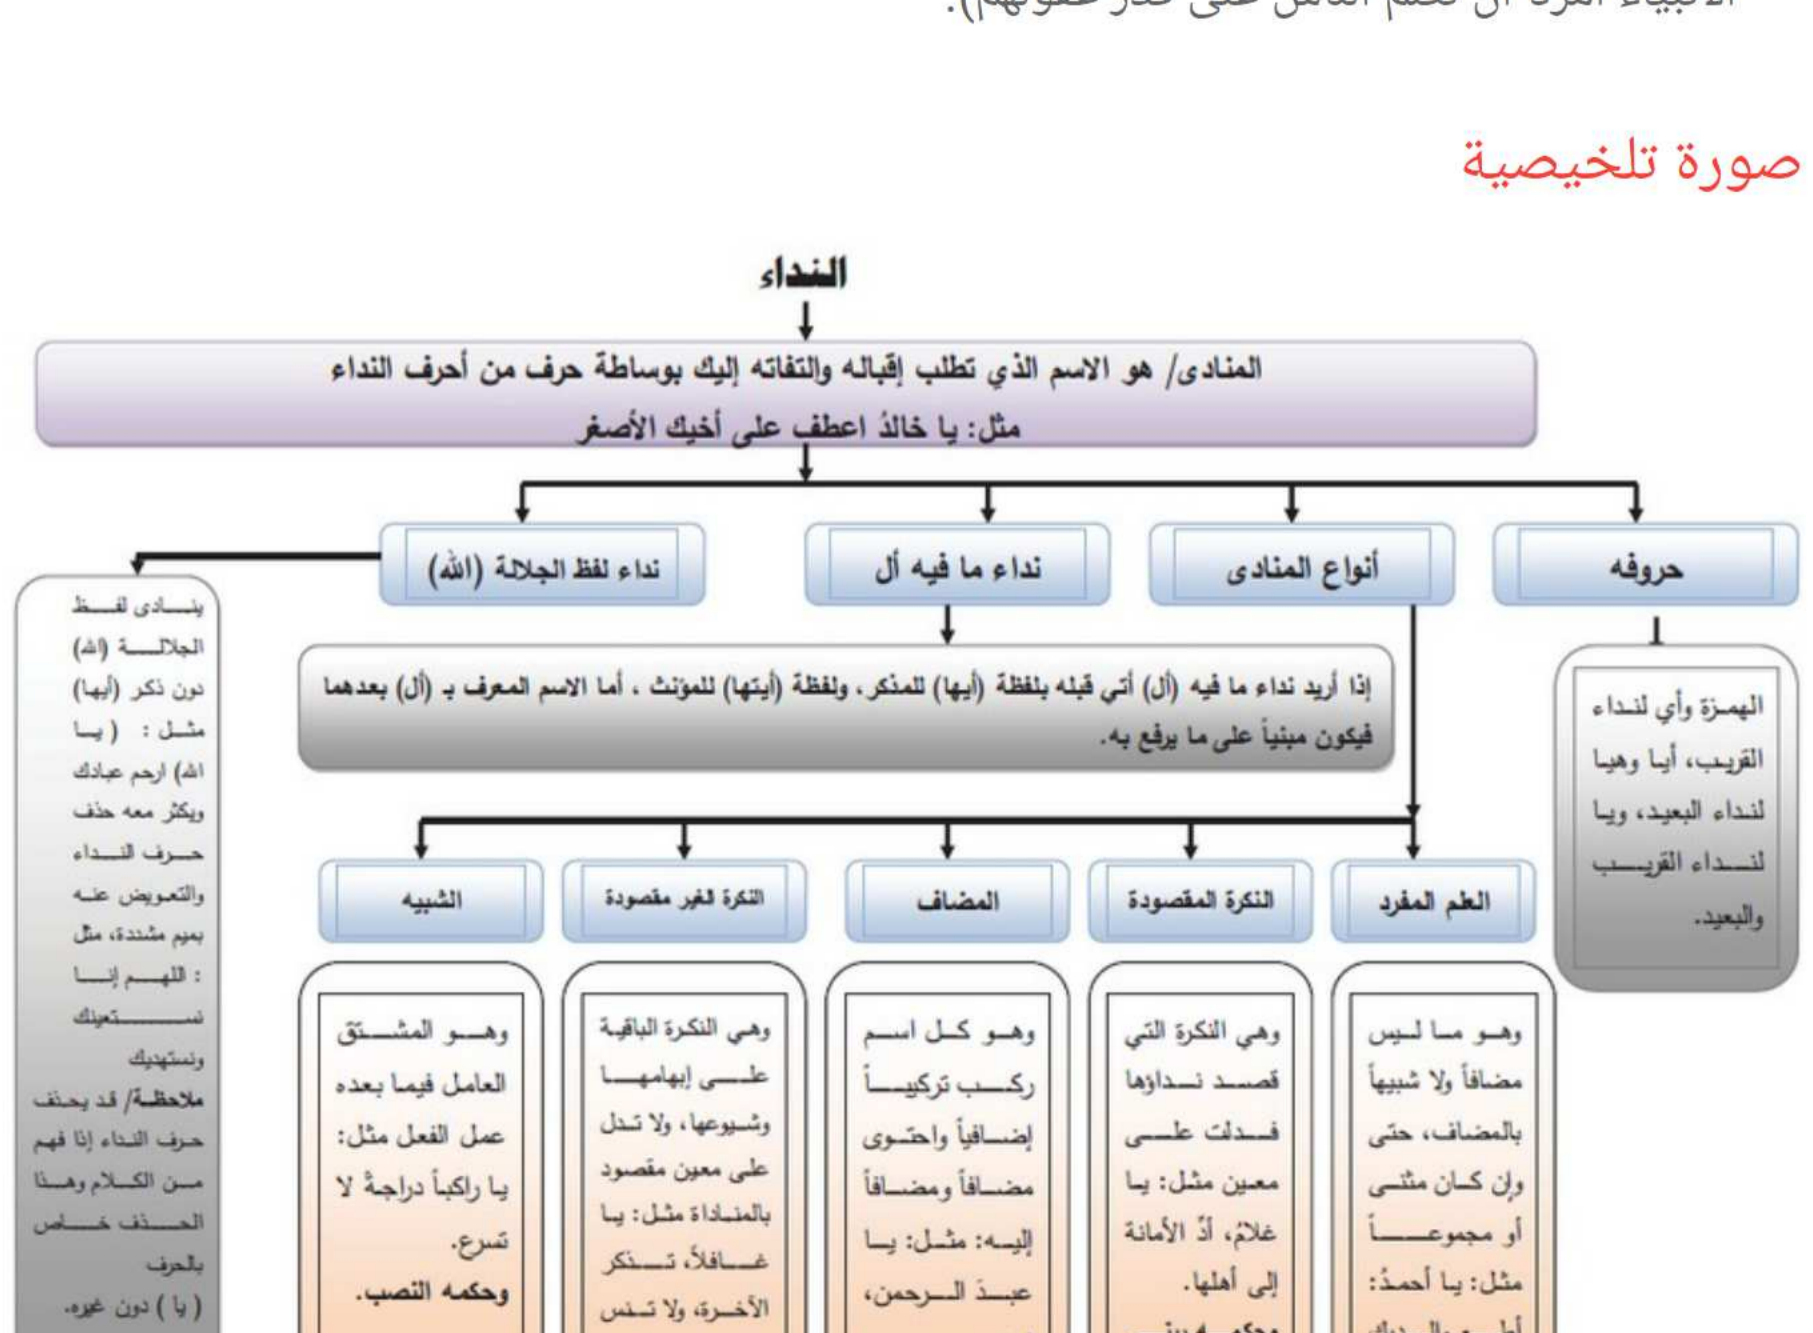 الأنبياء أمرنا أن نكلم الناس على قدر عقولهم).
صورة تلخيصية
النداء
المنادى/ هو الاسم الذي تطلب إقباله والتفاته إليك بوساطة حرف من أحرف النداء
مثل: يا خالدُ اعطف على أخيك الأصغر
حروفه
أنواع المنادى
نداء ما فيه أل
نداء لفظ الجلالة (الله)
الهمزة وأي لنداء
القريب، أيا وهيا
لنداء البعيد، ويا
لنداء القريب
والبعيد.
إذا أريد نداء ما فيه (أل) أتي قبله بلفظة (أيها) للمذكر، ولفظة (أيتها) للمؤنث ، أما الاسم المعرف بـ (أل) بعدهما
فيكون مبنياً على ما يرفع به.
ينادى لفظ
الجلالة (الله)
دون ذكر (أيها)
مثل : ( يا
الله) ارحم عبادك
ويكثر معه حذف
حرف النداء
والتعويض عنه
بميم مشددة، مثل
: اللهم إنا
نستعينك
ونستهديك
ملاحظة/ قد يحذف
حرف النداء إذا فهم
من الكلام وهذا
الحذف خاص
بالحرف
( يا ) دون غيره.
العلم المفرد
النكرة المقصودة
المضاف
النكرة الغير مقصودة
الشبيه
وهو ما ليس
مضافاً ولا شبيهاً
بالمضاف، حتى
وإن كان مثنى
أو مجموعاً
مثل: يا أحمدُ:
وهي النكرة التي
قصد نداؤها
فدلت على
معين مثل: يا
غلامُ، أدِّ الأمانة
إلى أهلها.
وهو كل اسم
ركب تركيباً
إضافياً واحتوى
مضافاً ومضافاً
إليه: مثل: يا
عبدَ الرحمن،
وهي النكرة الباقية
على إبهامها
وشيوعها، ولا تدل
على معين مقصود
بالمناداة مثل: يا
غافلاً، تذكر
الآخرة، ولا تنس
وهو المشتق
العامل فيما بعده
عمل الفعل مثل:
يا راكباً دراجةً لا
تسرع.
وحكمه النصب.